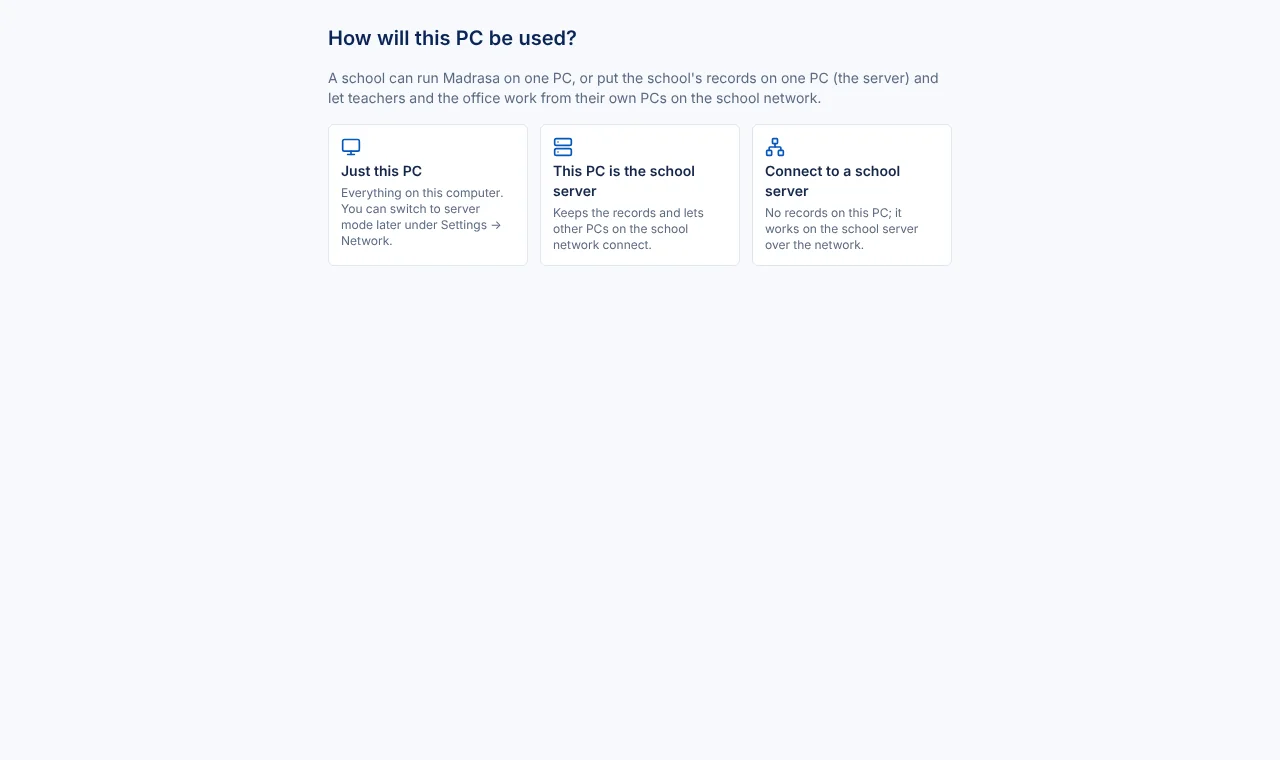 How will this PC be used?
A school can run Madrasa on one PC, or put the school's records on one PC (the server) and
let teachers and the office work from their own PCs on the school network.
Just this PC
Everything on this computer.
You can switch to server
mode later under Settings →
Network.
This PC is the school
server
Keeps the records and lets
other PCs on the school
network connect.
Connect to a school
server
No records on this PC; it
works on the school server
over the network.